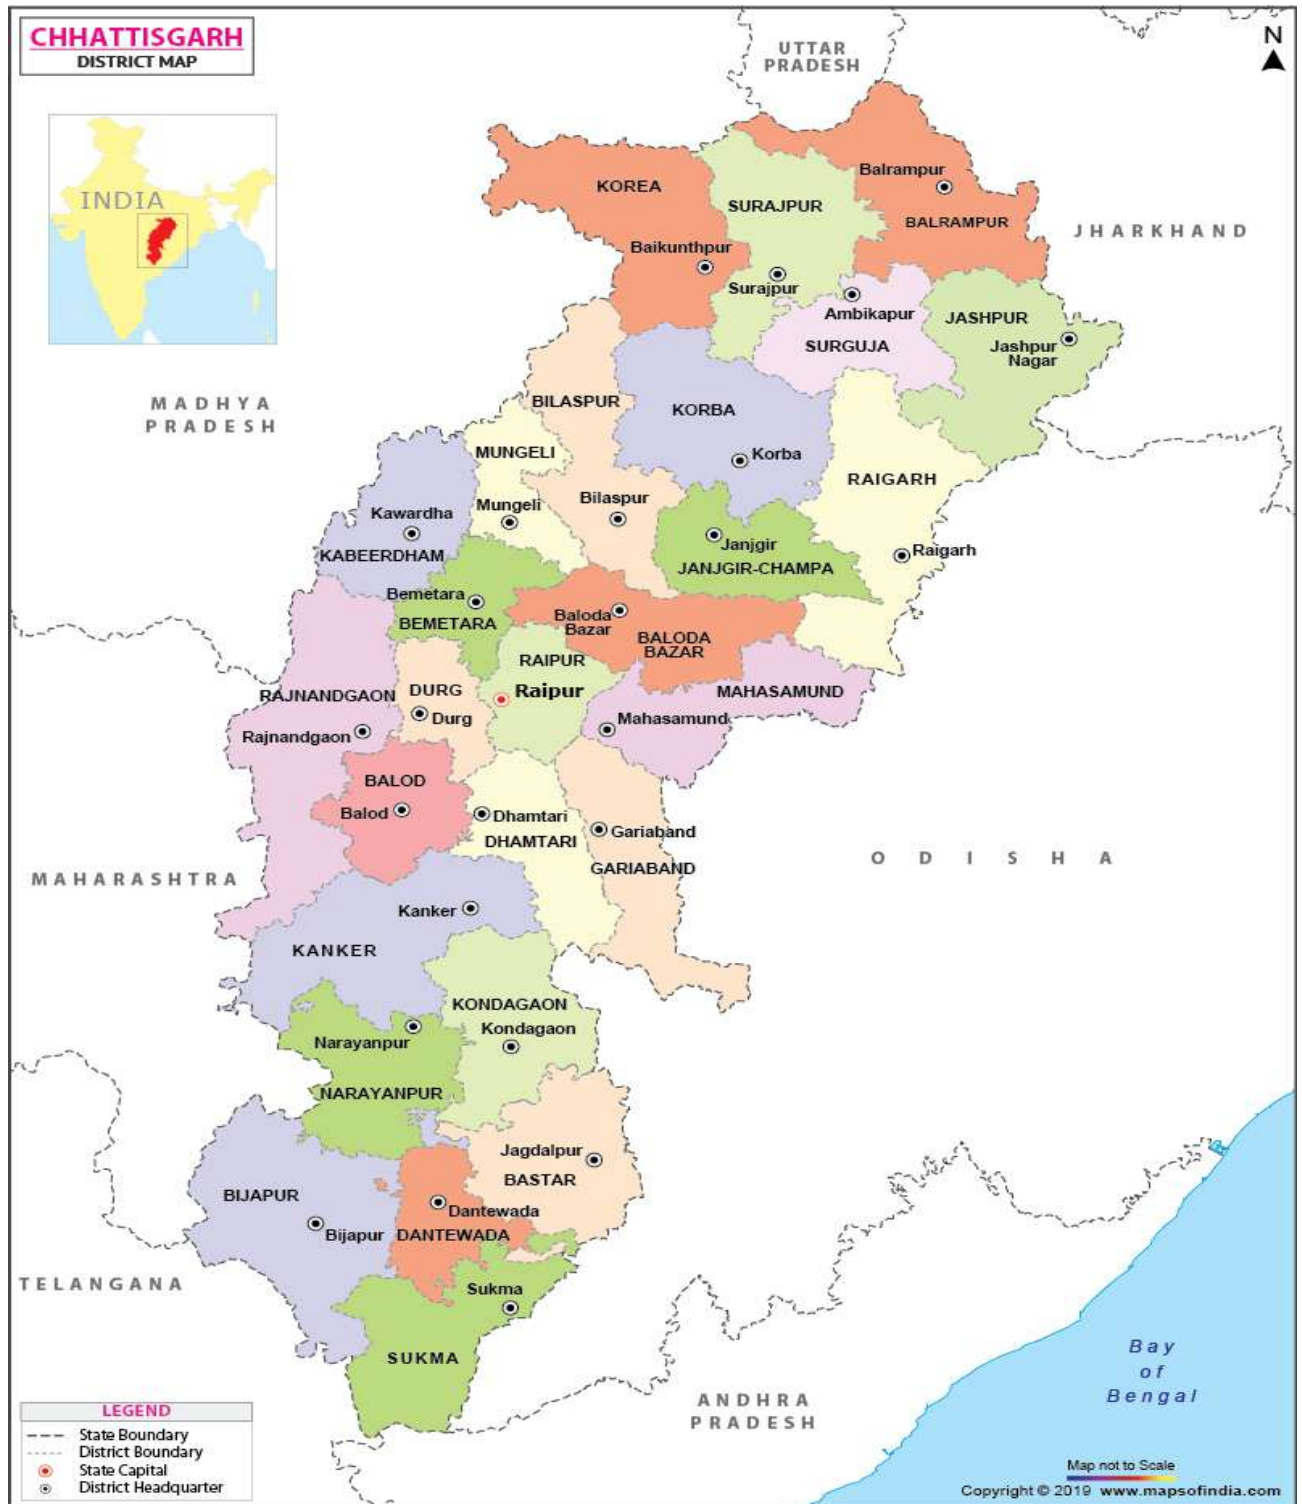 CHHATTISGARH
DISTRICT MAP
N
INDIA
UTTAR
PRADESH
JHARKHAND
MADHYA
PRADESH
MAHARASHTRA
ODISHA
TELANGANA
ANDHRA
PRADESH
Bay
of
Bengal
KOREA
Baikunthpur
SURAJPUR
Surajpur
Balrampur
BALRAMPUR
Ambikapur
SURGUJA
JASHPUR
Jashpur
Nagar
BILASPUR
Bilaspur
KORBA
Korba
MUNGELI
Mungeli
RAIGARH
Raigarh
Kawardha
KABEERDHAM
Janjgir
JANJGIR-CHAMPA
Bemetara
BEMETARA
Baloda
Bazar
BALODA
BAZAR
RAIPUR
Raipur
RAJNANDGAON
Rajnandgaon
DURG
Durg
MAHASAMUND
Mahasamund
BALOD
Balod
Dhamtari
DHAMTARI
Gariaband
GARIABAND
Kanker
KANKER
KONDAGAON
Kondagaon
Narayanpur
NARAYANPUR
Jagdalpur
BASTAR
BIJAPUR
Bijapur
Dantewada
DANTEWADA
Sukma
SUKMA
LEGEND
State Boundary
District Boundary
State Capital
District Headquarter
Map not to Scale
Copyright © 2019 www.mapsofindia.com